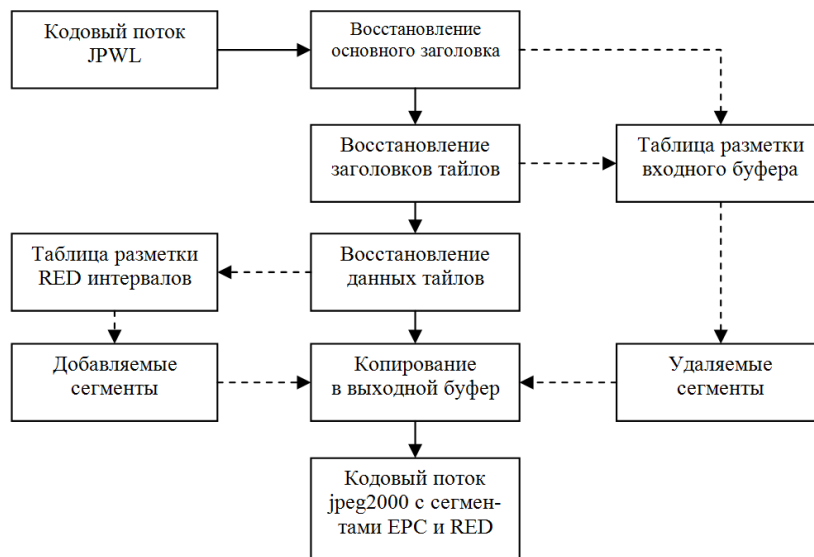 Кодовый поток
JPWL
Восстановление
основного заголовка
Восстановление
заголовков тайлов
Таблица разметки
входного буфера
Таблица разметки
RED интервалов
Восстановление
данных тайлов
Добавляемые
сегменты
Копирование
в выходной буфер
Удаляемые
сегменты
Кодовый поток
jpeg2000 с сегмен-
тами EPC и RED